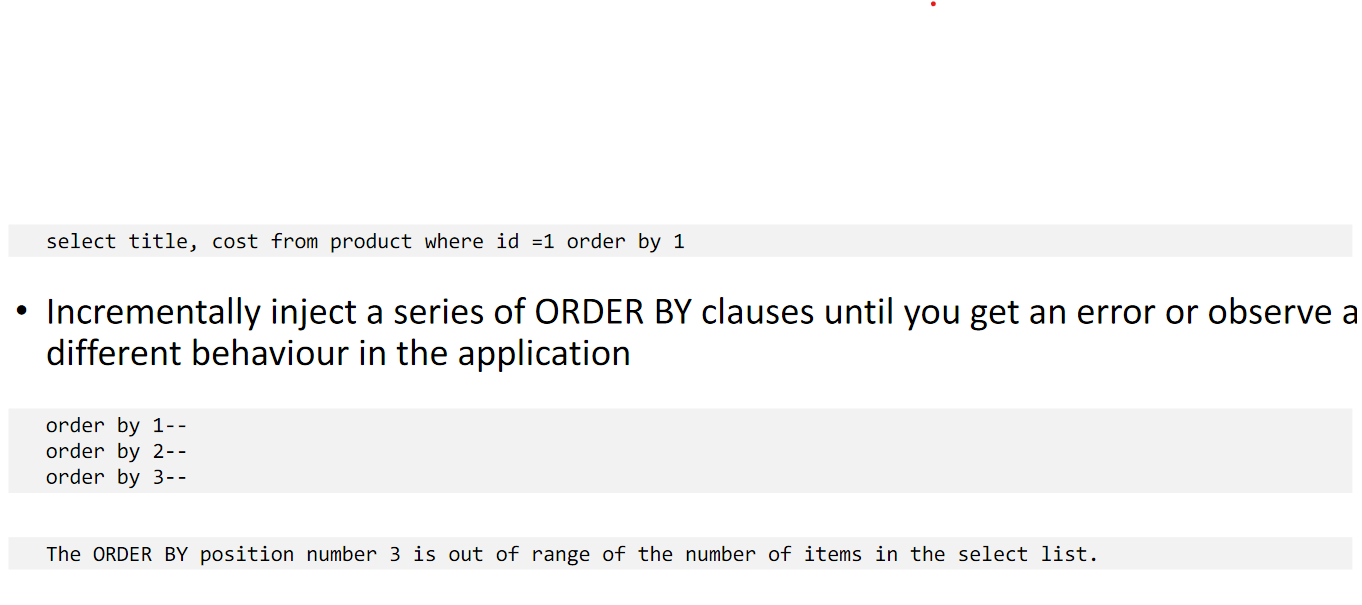 select title, cost from product where id =1 order by 1
• Incrementally inject a series of ORDER BY clauses until you get an error or observe a
different behaviour in the application
order by 1--
order by 2--
order by 3--
The ORDER BY position number 3 is out of range of the number of items in the select list.